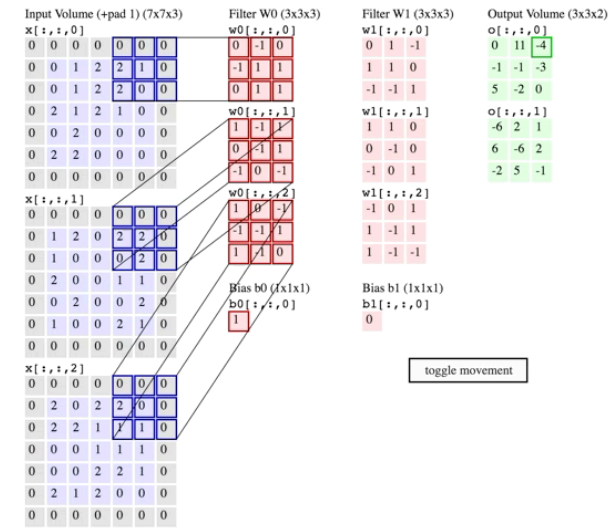 Input Volume (+pad 1) (7x7x3)
x[:,:,0]
0 0 0 0 0 0 0
0 0 1 2 2 1 0
0 0 1 2 2 0 0
0 2 1 2 1 0 0
0 0 2 0 0 0 0
0 2 2 0 0 0 0
0 0 0 0 0 0 0
x[:,:,1]
0 0 0 0 0 0 0
0 1 2 0 2 2 0
0 1 0 0 0 2 0
0 2 0 0 1 1 0
0 0 2 0 0 2 0
0 1 0 0 2 1 0
0 0 0 0 0 0 0
x[:,:,2]
0 0 0 0 0 0 0
0 2 0 2 2 0 0
0 2 2 1 1 1 0
0 0 0 1 1 1 0
0 0 0 2 2 1 0
0 2 1 2 0 0 0
0 0 0 0 0 0 0
Filter W0 (3x3x3)
w0[:,:,0]
0 -1 0
-1 1 1
0 1 1
w0[:,:,1]
1 -1 1
0 -1 1
-1 0 -1
w0[:,:,2]
1 0 -1
-1 -1 1
1 -1 0
Bias b0 (1x1x1)
b0[:,:,0]
1
Filter W1 (3x3x3)
w1[:,:,0]
0 1 -1
1 1 0
-1 -1 1
w1[:,:,1]
1 1 0
0 -1 0
-1 0 1
w1[:,:,2]
-1 0 1
1 -1 1
1 -1 -1
Bias b1 (1x1x1)
b1[:,:,0]
0
Output Volume (3x3x2)
o[:,:,0]
0 11 -4
-1 -1 -3
5 -2 0
o[:,:,1]
-6 2 1
6 -6 2
-2 5 -1
toggle movement